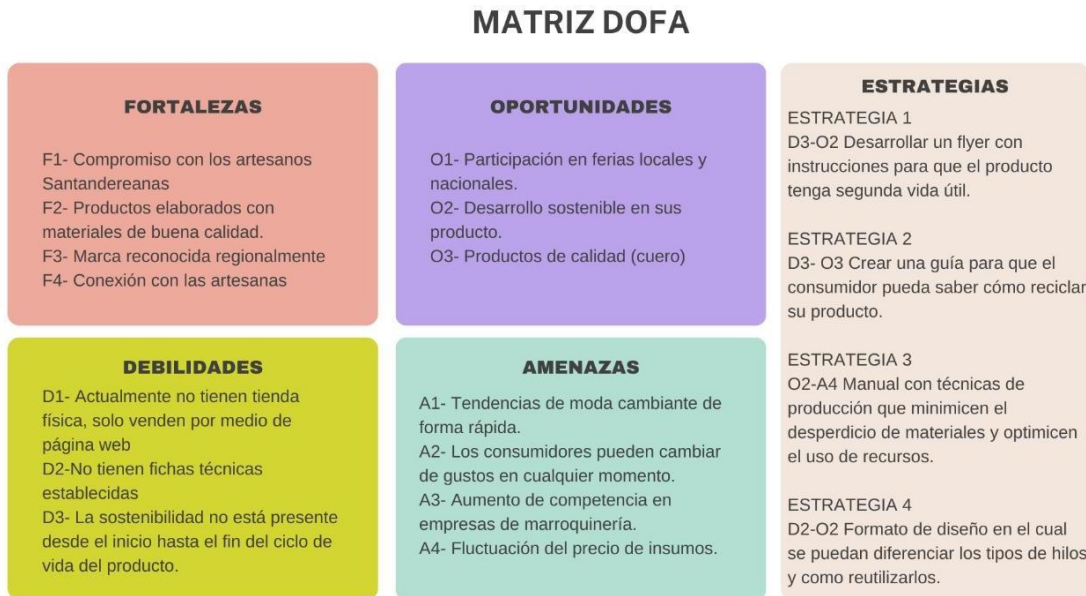 MATRIZ DOFA
FORTALEZAS
F1- Compromiso con los artesanos
Santandereanas
F2- Productos elaborados con
materiales de buena calidad.
F3- Marca reconocida regionalmente
F4- Conexión con las artesanas
OPORTUNIDADES
O1- Participación en ferias locales y
nacionales.
O2- Desarrollo sostenible en sus
producto.
O3- Productos de calidad (cuero)
DEBILIDADES
D1- Actualmente no tienen tienda
física, solo venden por medio de
página web
D2-No tienen fichas técnicas
establecidas
D3- La sostenibilidad no está presente
desde el inicio hasta el fin del ciclo de
vida del producto.
AMENAZAS
A1- Tendencias de moda cambiante de
forma rápida.
A2- Los consumidores pueden cambiar
de gustos en cualquier momento.
A3- Aumento de competencia en
empresas de marroquinería.
A4- Fluctuación del precio de insumos.
ESTRATEGIAS
ESTRATEGIA 1
D3-O2 Desarrollar un flyer con
instrucciones para que el producto
tenga segunda vida útil.
ESTRATEGIA 2
D3- O3 Crear una guía para que el
consumidor pueda saber cómo reciclar
su producto.
ESTRATEGIA 3
O2-A4 Manual con técnicas de
producción que minimicen el
desperdicio de materiales y optimicen
el uso de recursos.
ESTRATEGIA 4
D2-O2 Formato de diseño en el cual
se puedan diferenciar los tipos de hilos
y como reutilizarlos.